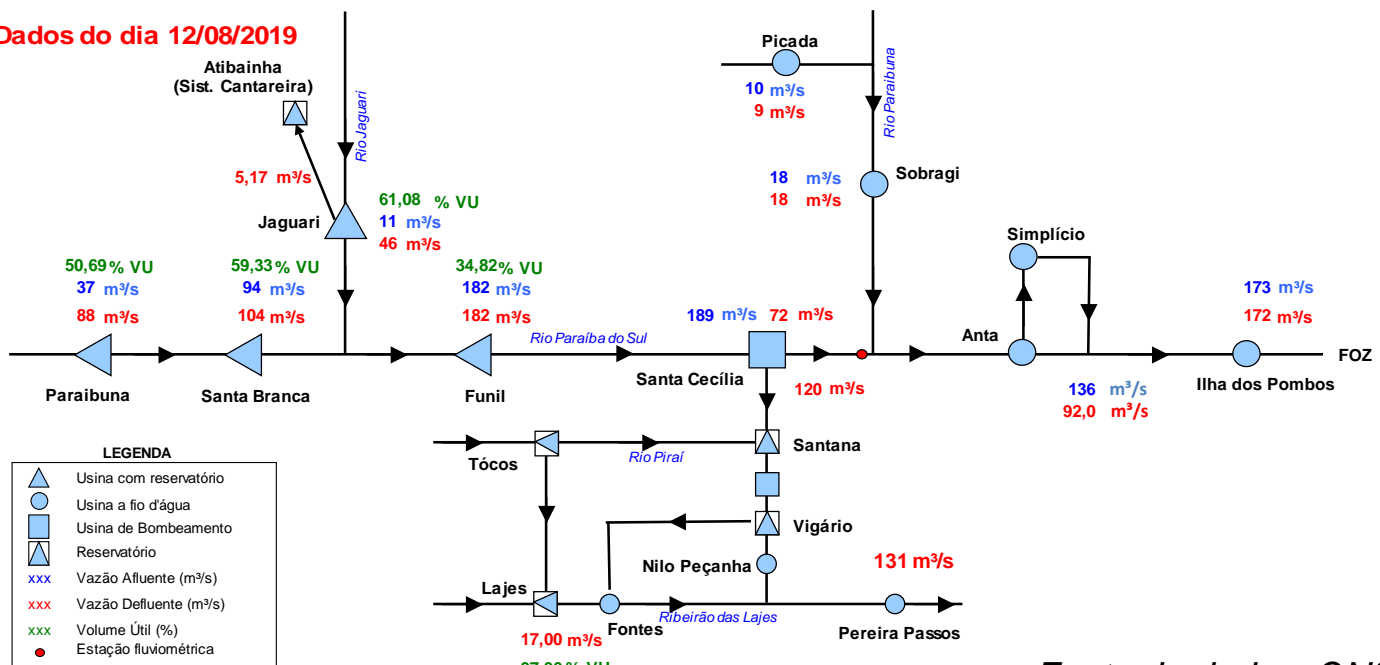 Dados do dia 12/08/2019
Atibainha
(Sist. Cantareira)
Rio Jaguari
5,17 m³/s
Jaguari
61,08 % VU
11 m³/s
46 m³/s
Picada
10 m³/s
9 m³/s
Rio Paraibuna
18 m³/s
18 m³/s
Sobragi
Simplício
50,69 % VU
37 m³/s
88 m³/s
Paraibuna
59,33 % VU
94 m³/s
104 m³/s
Santa Branca
34,82 % VU
182 m³/s
182 m³/s
Funil
Rio Paraíba do Sul
189 m³/s 72 m³/s
Santa Cecília
120 m³/s
Anta
136 m³/s
92,0 m³/s
173 m³/s
172 m³/s
Ilha dos Pombos
FOZ
Tócos
Rio Piraí
Santana
Vigário
Nilo Peçanha
131 m³/s
Lajes
17,00 m³/s
Fontes
Ribeirão das Lajes
Pereira Passos
LEGENDA
Usina com reservatório
Usina a fio d'água
Usina de Bombeamento
Reservatório
xxx Vazão Afluente (m³/s)
xxx Vazão Defluente (m³/s)
xxx Volume Útil (%)
Estação fluviométrica